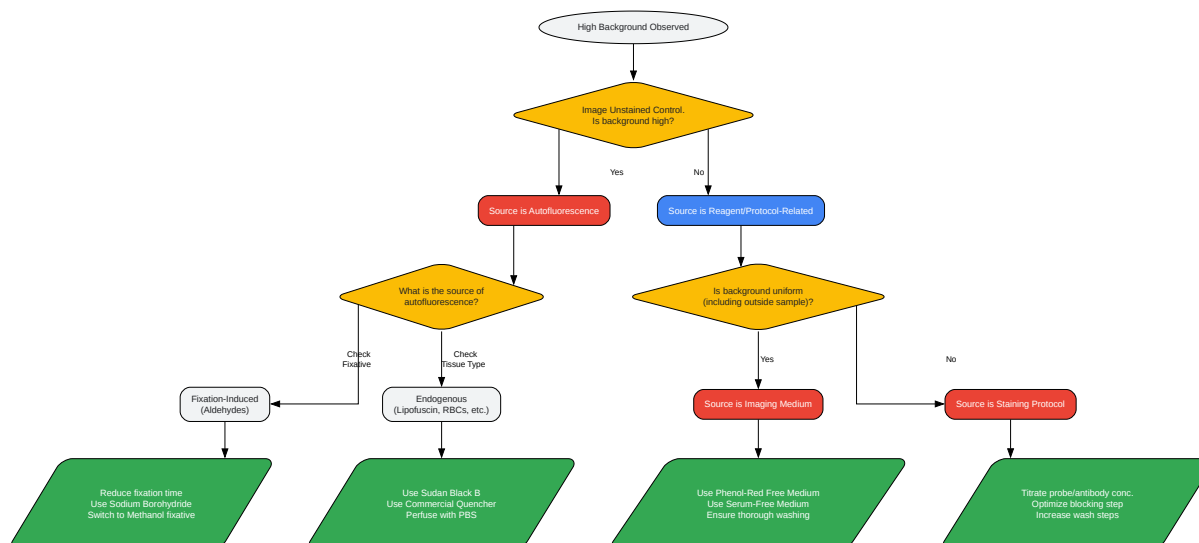 High Background Observed
Image Unstained Control.
Is background high?
Yes
No
Source is Autofluorescence
Source is Reagent/Protocol-Related
What is the source of
autofluorescence?
Is background uniform
(including outside sample)?
Check
Fixative
Check
Tissue Type
Yes
No
Fixation-Induced
(Aldehydes)
Endogenous
(Lipofuscin, RBCs, etc.)
Source is Imaging Medium
Source is Staining Protocol
Reduce fixation time
Use Sodium Borohydride
Switch to Methanol fixative
Use Sudan Black B
Use Commercial Quencher
Perfuse with PBS
Use Phenol-Red Free Medium
Use Serum-Free Medium
Ensure thorough washing
Titrate probe/antibody conc.
Optimize blocking step
Increase wash steps